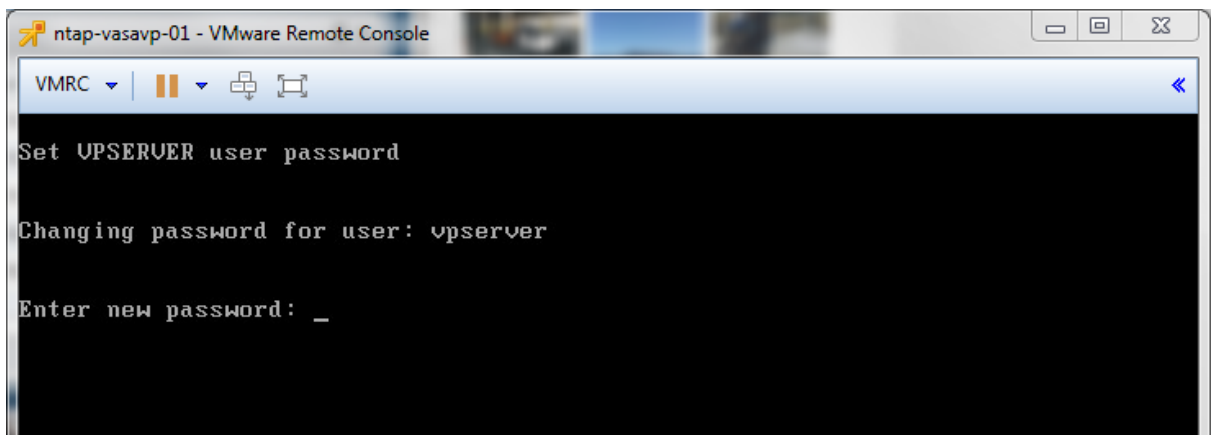 ntap-vasavp-01 - VMware Remote Console
VMRC
Set VPSERVER user password
Changing password for user: vpserver
Enter new password: _